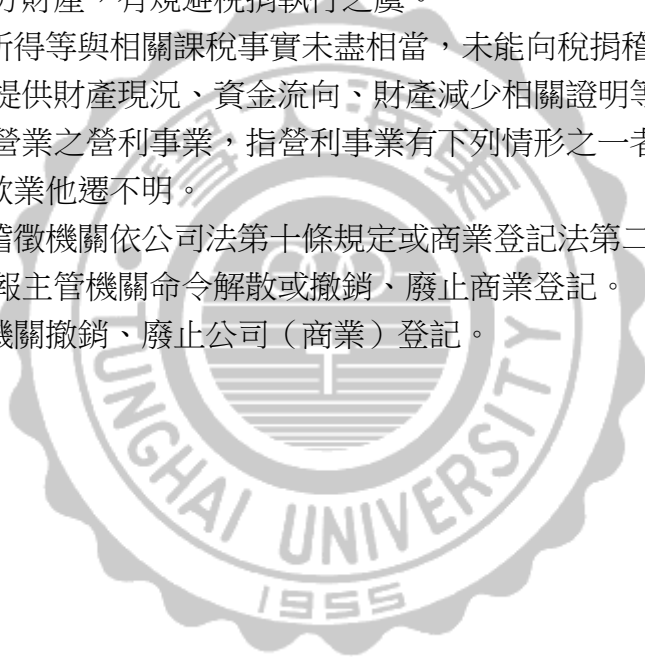 方財產，有規避稅捐執行之虞。
所得等與相關課稅事實未盡相當，未能向稅捐稽
提供財產現況、資金流向、財產減少相關證明等
營業之營利事業，指營利事業有下列情形之一者
歇業他遷不明。
稽徵機關依公司法第十條規定或商業登記法第二
報主管機關命令解散或撤銷、廢止商業登記。
機關撤銷、廢止公司（商業）登記。
學大海東
TUNGHAI UNIVERSITY
1955